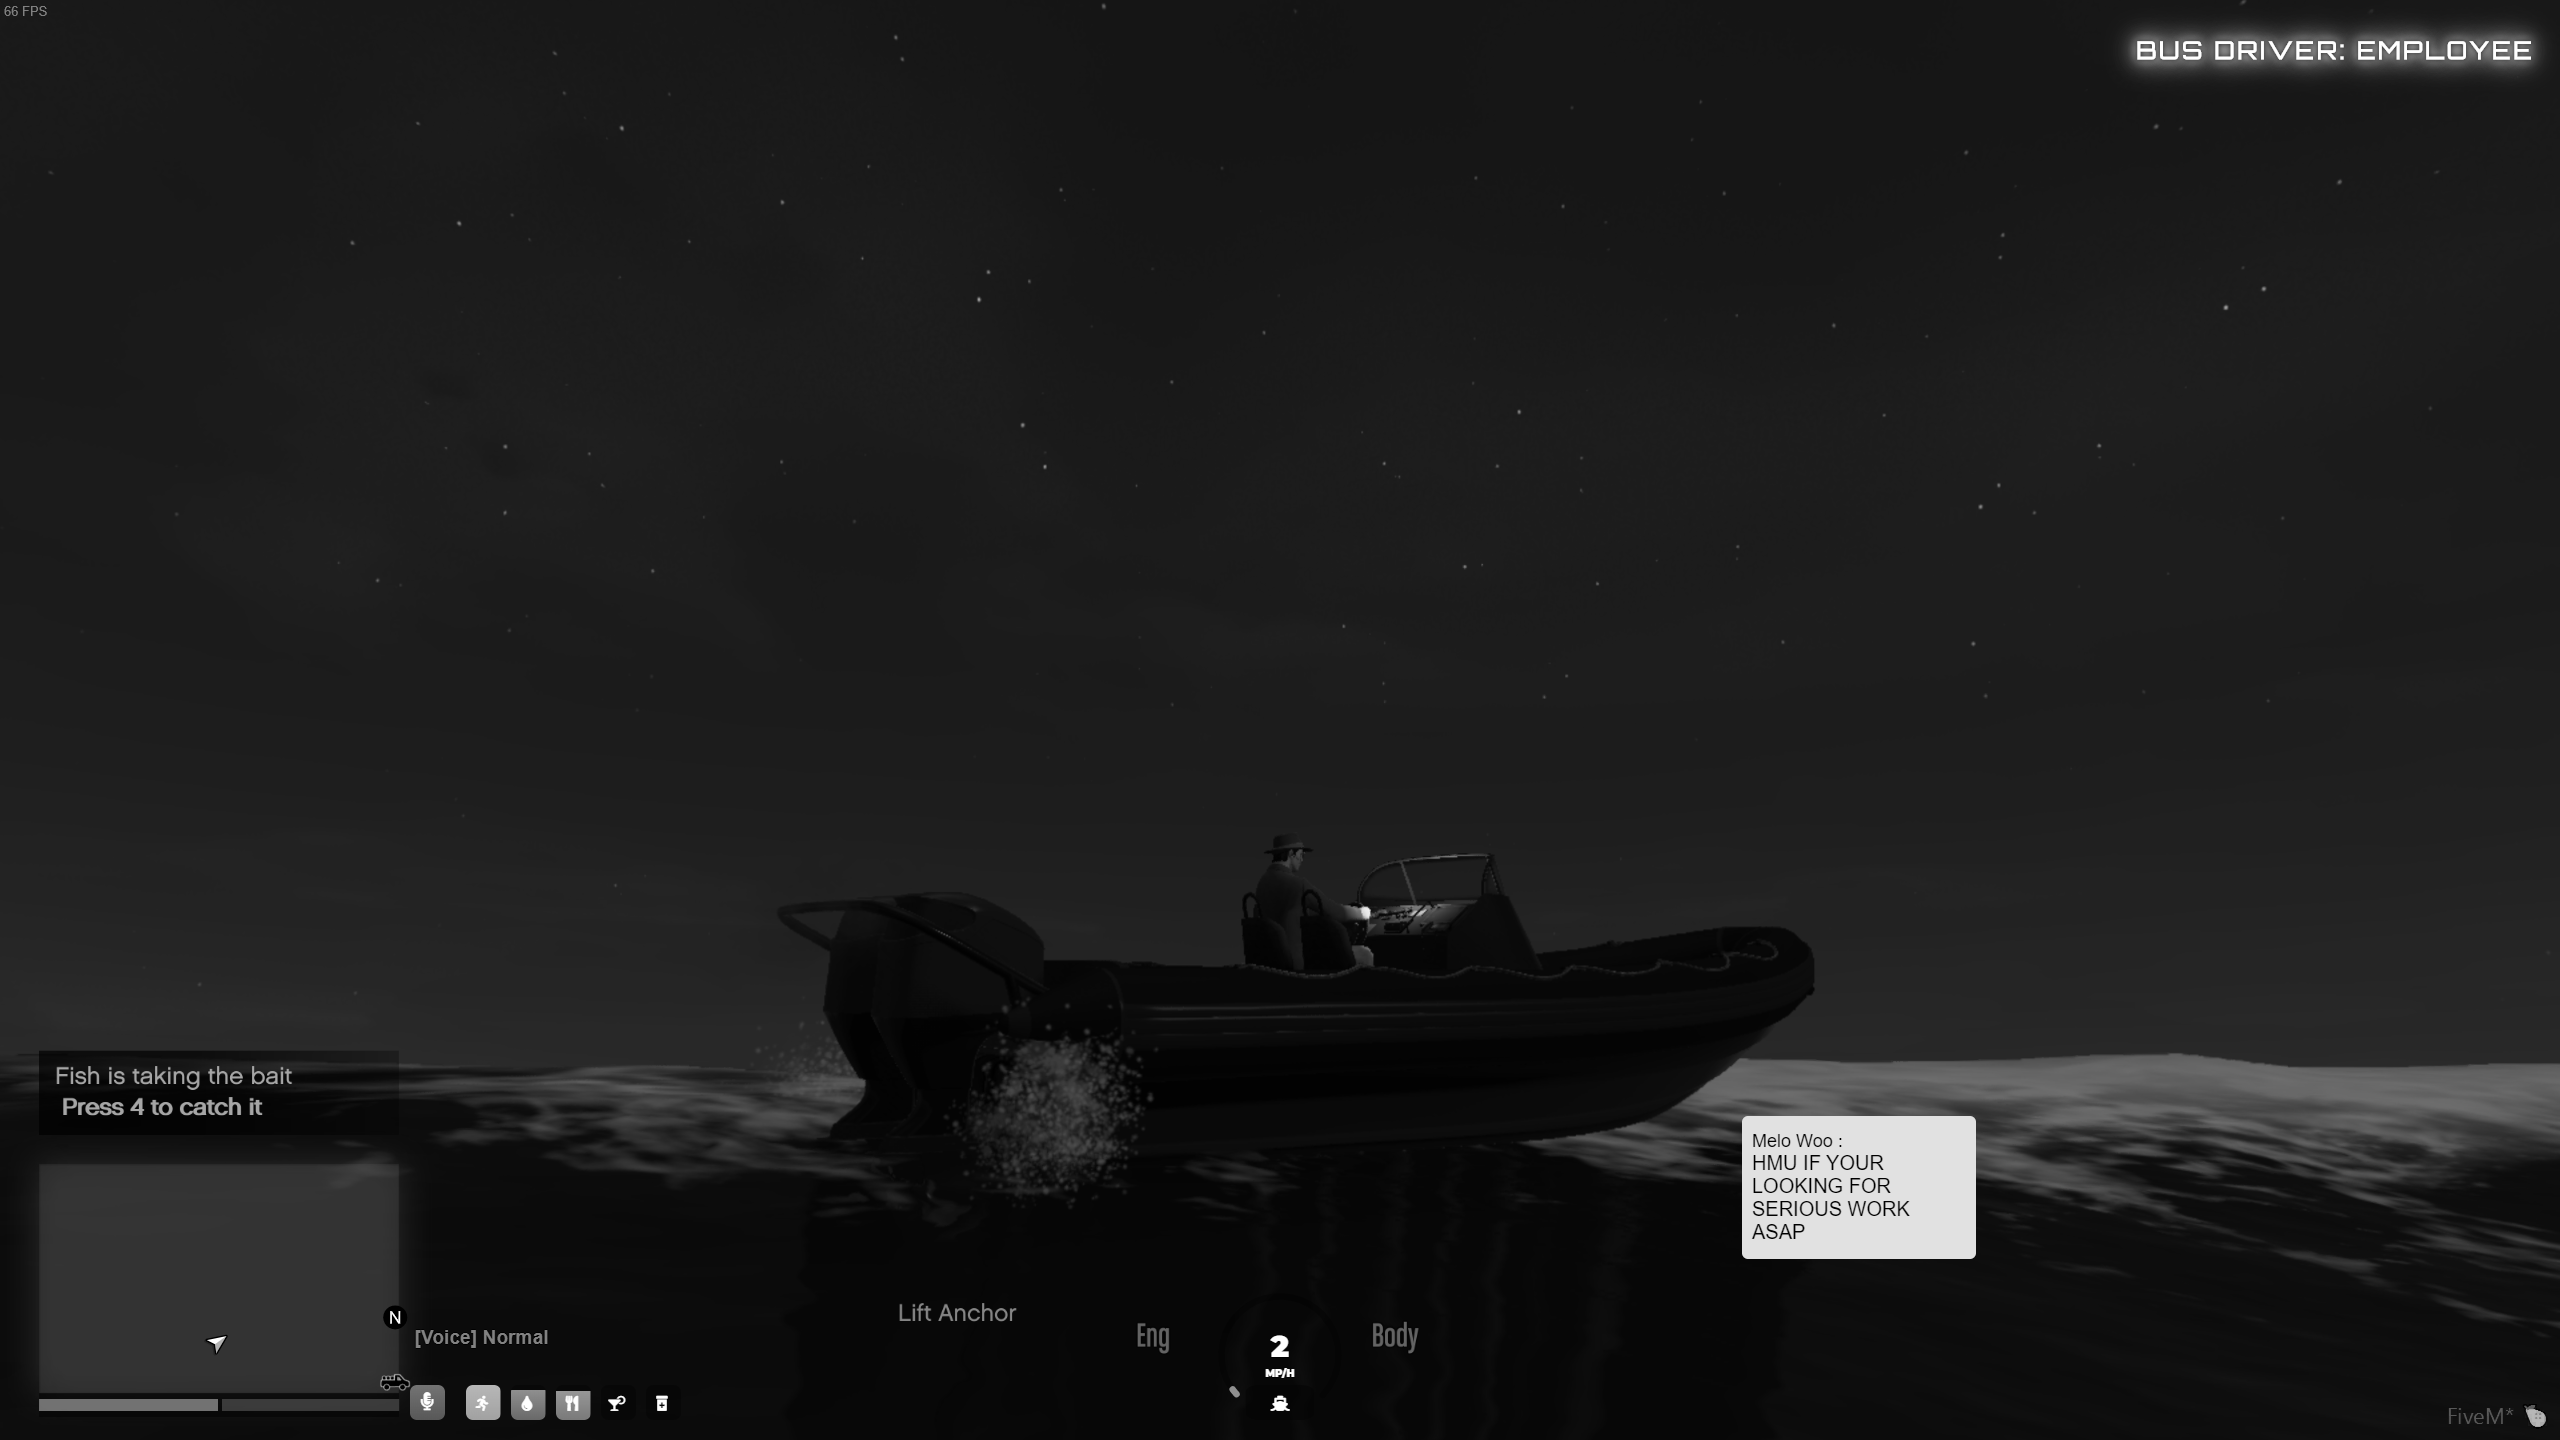 66 FPS
BUS DRIVER: EMPLOYEE
Fish is taking the bait
Press 4 to catch it
Melo Woo :
HMU IF YOUR
LOOKING FOR
SERIOUS WORK
ASAP
Lift Anchor
N
[Voice] Normal
Eng
2
MP/H
Body
FiveM*